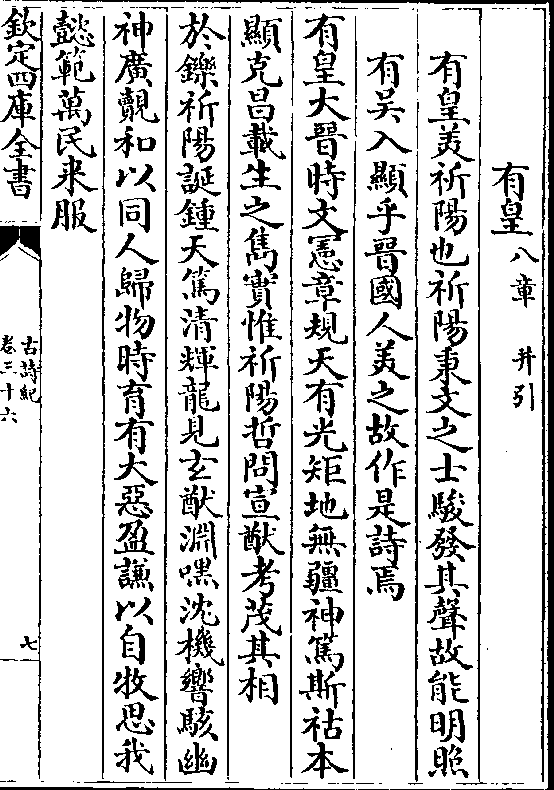 有皇八章 并引
有皇美祈陽也祈陽秉文之士駿發其聲故能明照
有吴入顯乎晉國人美之故作是詩焉
有皇大晉時文憲章規天有光矩地無疆神篤斯祜本
顯克昌載生之雋實惟祈陽哲問宣猷考茂其相
於鑠祈陽誕鍾天篤清輝龍見玄猷淵嘿沈機響駭幽
神廣覿和以同人歸物時育有大惡盈謙以自牧思我
懿範萬民来服
欽定四庫全書
古詩紀
卷三十六
七